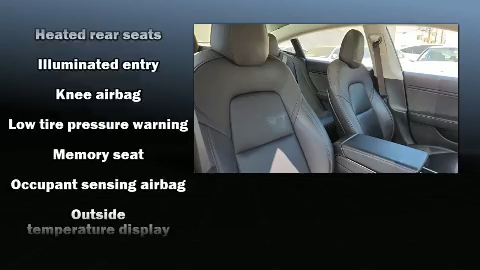 Heated rear seats
Illuminated entry
Knee airbag
Low tire pressure warning
Memory seat
Occupant sensing airbag
Outside
temperature display